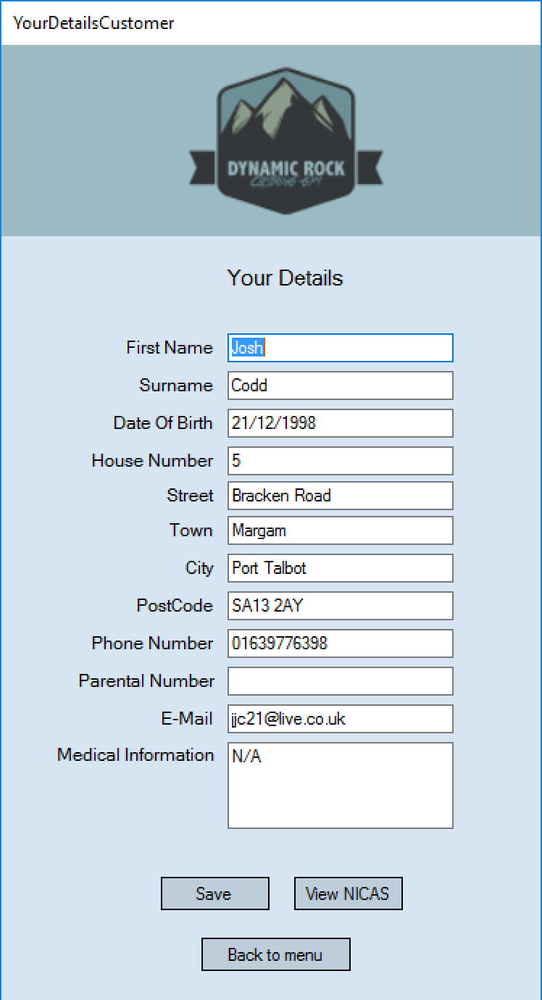 YourDetailsCustomer
DYNAMIC ROCK
Your Details
First Name Josh
Surname Codd
Date Of Birth 21/12/1998
House Number 5
Street Bracken Road
Town Margam
City Port Talbot
PostCode SA13 2AY
Phone Number 01639776398
Parental Number
E-Mail jjc21@live.co.uk
Medical Information N/A
Save View NICAS
Back to menu